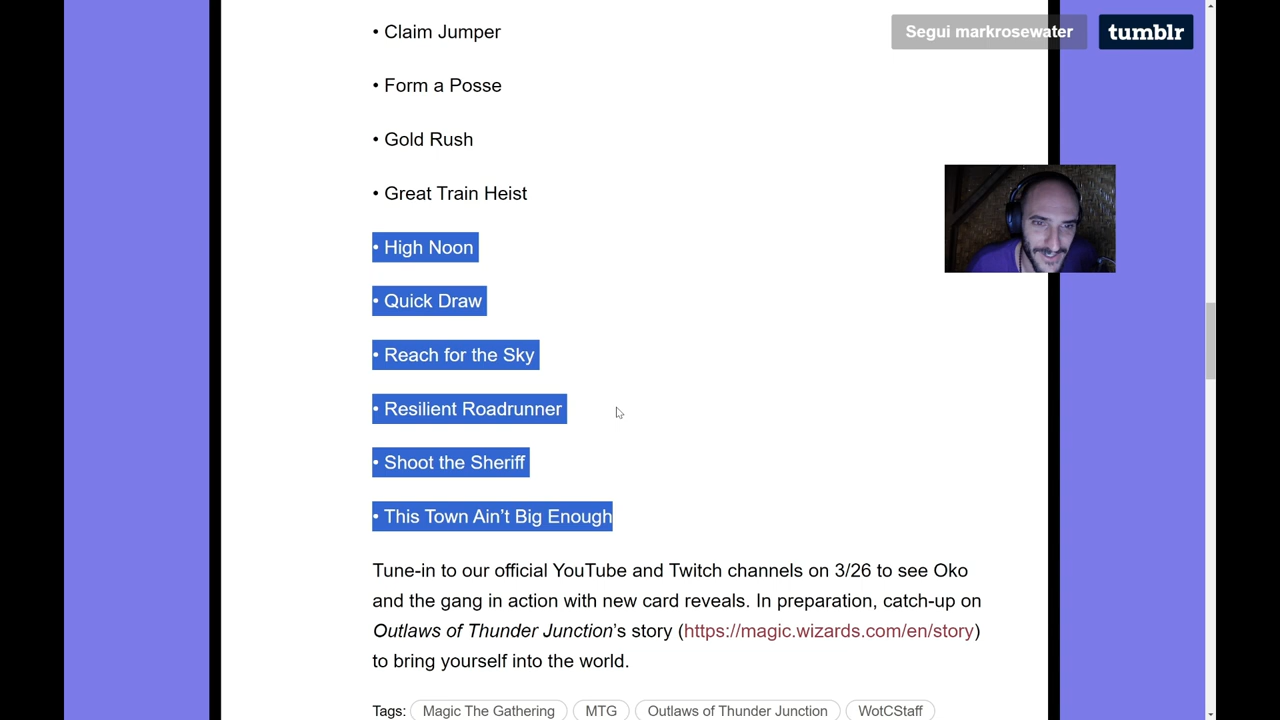 Segui markrosewater
tumblr
• Claim Jumper
• Form a Posse
• Gold Rush
• Great Train Heist
• High Noon
• Quick Draw
• Reach for the Sky
• Resilient Roadrunner
• Shoot the Sheriff
• This Town Ain’t Big Enough
Tune-in to our official YouTube and Twitch channels on 3/26 to see Oko
and the gang in action with new card reveals. In preparation, catch-up on
Outlaws of Thunder Junction’s story (https://magic.wizards.com/en/story)
to bring yourself into the world.
Tags: Magic The Gathering MTG Outlaws of Thunder Junction WotCStaff